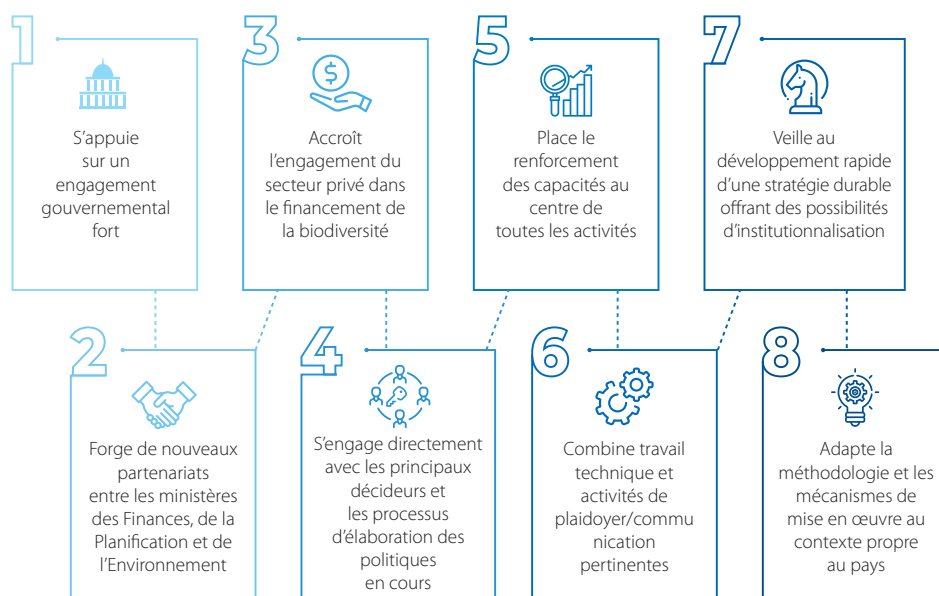 1
S'appuie
sur un
engagement
gouvernemental
fort
2
Forge de nouveaux
partenariats
entre les ministères
des Finances, de la
Planification et de
l'Environnement
3
$
Accroît
l'engagement du
secteur privé dans
le financement de
la biodiversité
4
S'engage directement
avec les principaux
décideurs et
les processus
d'élaboration des
politiques
en cours
5
Place le
renforcement
des capacités au
centre de
toutes les activités
6
Combine travail
technique et
activités de
plaidoyer/commu
nication
pertinentes
7
Veille au
développement rapide
d'une stratégie durable
offrant des possibilités
d'institutionnalisation
8
Adapte la
méthodologie et les
mécanismes de
mise en œuvre au
contexte propre
au pays